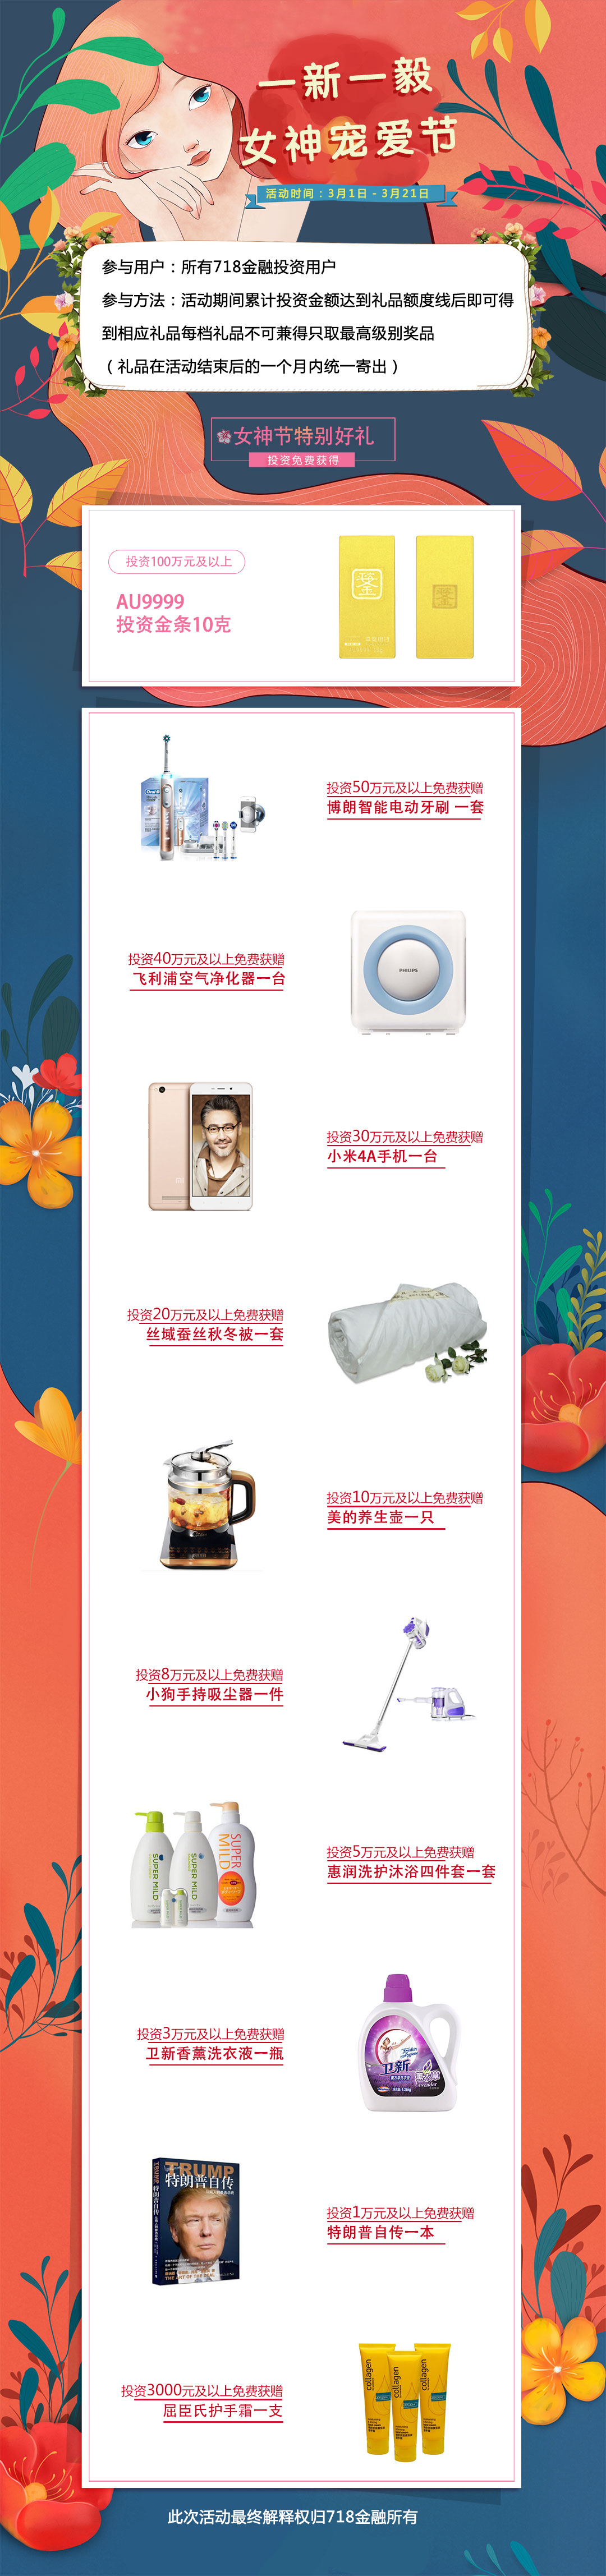 一新一毅
女神宠爱节
活动时间：3月1日 - 3月21日
参与用户：所有718金融投资用户
参与方法：活动期间累计投资金额达到礼品额度线后即可得
到相应礼品每档礼品不可兼得只取最高级别奖品
（礼品在活动结束后的一个月内统一寄出）
女神节特别好礼
投资免费获得
投资100万元及以上
AU9999
投资金条10克
投资50万元及以上免费获赠
博朗智能电动牙刷 一套
Oral-B
投资40万元及以上免费获赠
飞利浦空气净化器一台
PHILIPS
投资30万元及以上免费获赠
小米4A手机一台
投资20万元及以上免费获赠
丝域蚕丝秋冬被一套
投资10万元及以上免费获赠
美的养生壶一只
投资8万元及以上免费获赠
小狗手持吸尘器一件
SUPER MILD
SUPER MILD
SUPER MILD
投资5万元及以上免费获赠
惠润洗护沐浴四件套一套
投资3万元及以上免费获赠
卫新香薰洗衣液一瓶
卫新
薰衣草
Lavender
TRUMP
特朗普自传
特朗普自传
THE ART OF THE DEAL
投资1万元及以上免费获赠
特朗普自传一本
投资3000元及以上免费获赠
屈臣氏护手霜一支
collagen
collagen
collagen
此次活动最终解释权归718金融所有